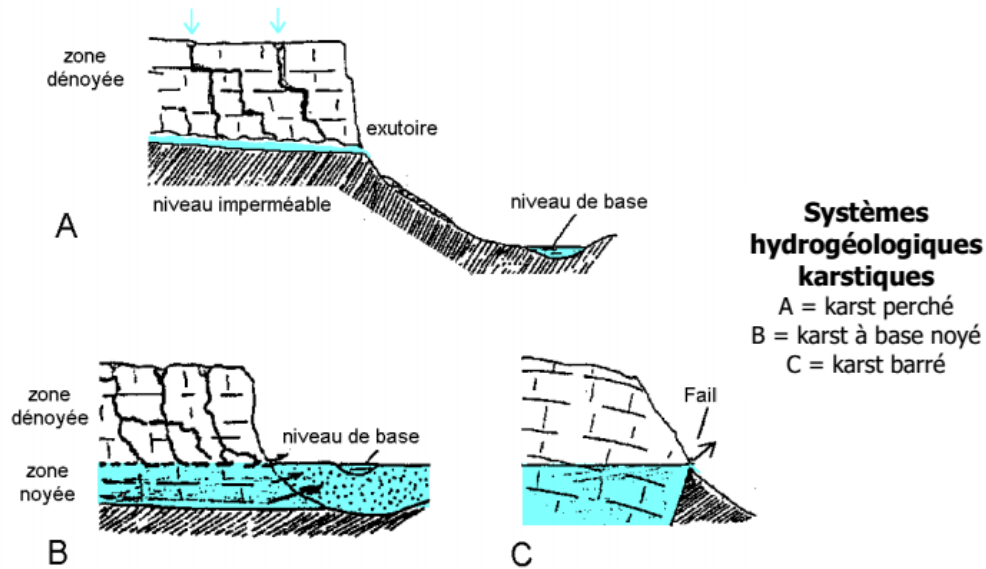 zone
dénoyée
exutoire
niveau imperméable
niveau de base
A
Systèmes
hydrogéologiques
karstiques
A = karst perché
B = karst à base noyé
C = karst barré
zone
dénoyée
niveau de base
zone
noyée
B
Fail
C